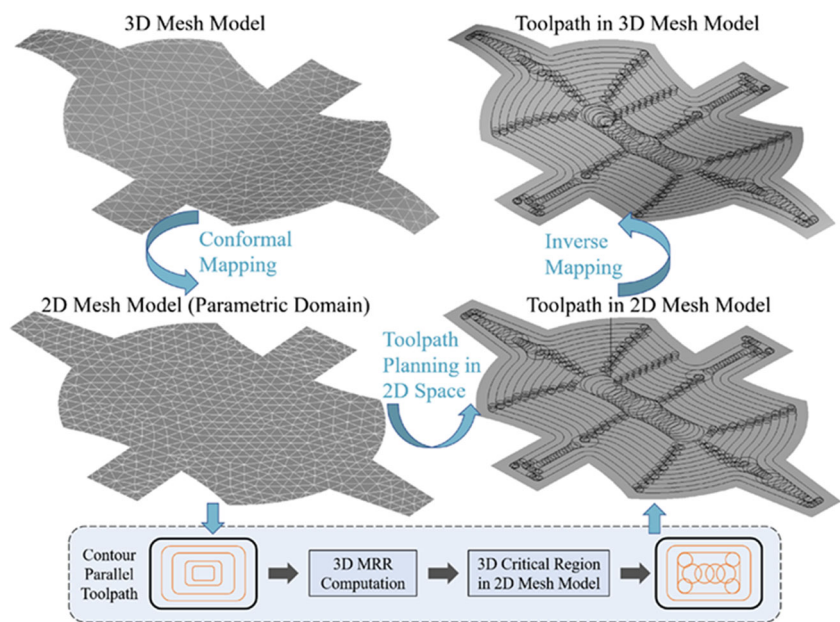 3D Mesh Model
Toolpath in 3D Mesh Model
Conformal
Mapping
Inverse
Mapping
2D Mesh Model (Parametric Domain)
Toolpath in 2D Mesh Model
Toolpath
Planning in
2D Space
Contour
Parallel
Toolpath
3D MRR
Computation
3D Critical Region
in 2D Mesh Model